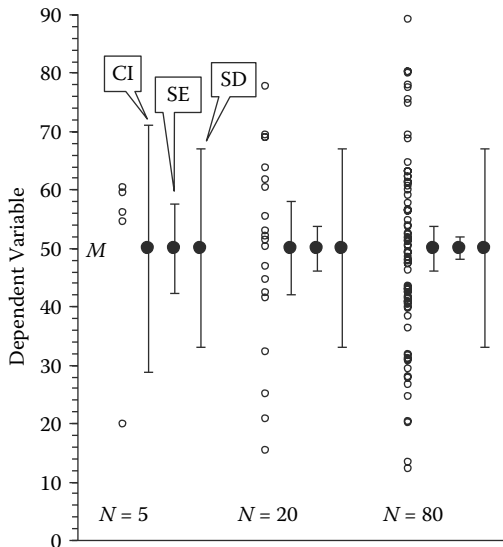 90
80
70
60
50
40
30
20
10
0
Dependent Variable
CI
SE
SD
M
N = 5
N = 20
N = 80